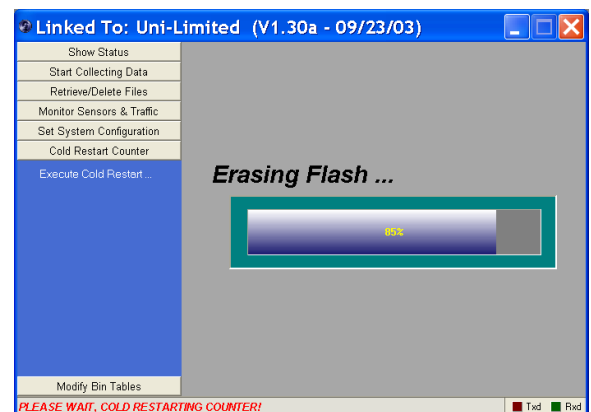 Linked To: Uni-Limited (V1.30a - 09/23/03)
Show Status
Start Collecting Data
Retrieve/Delete Files
Monitor Sensors & Traffic
Set System Configuration
Cold Restart Counter
Execute Cold Restart ...
Erasing Flash ...
85%
Modify Bin Tables
PLEASE WAIT, COLD RESTARTING COUNTER!
Txd Rxd